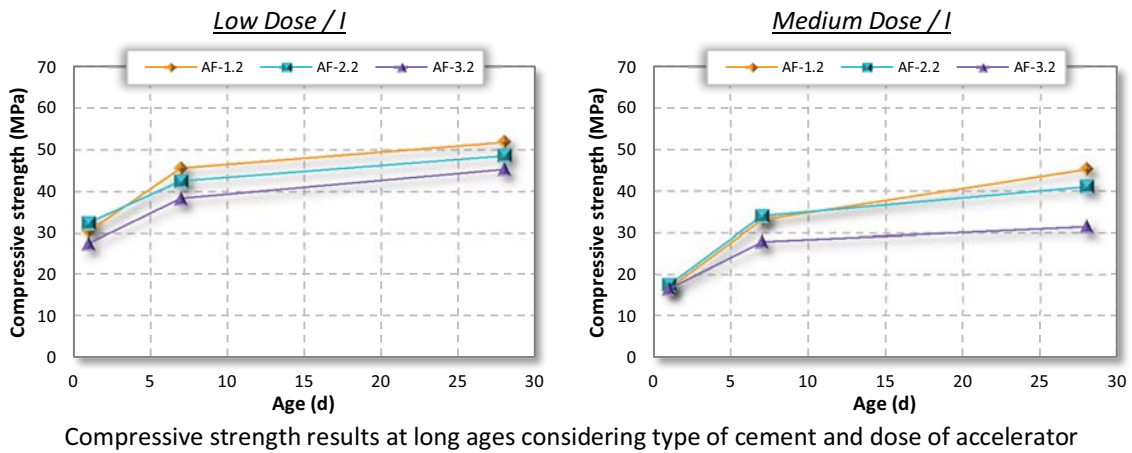 Low Dose / I
AF-1.2 AF-2.2 AF-3.2
Compressive strength (MPa)
70
60
50
40
30
20
10
0
0 5 10 15 20 25 30
Age (d)
Medium Dose / I
AF-1.2 AF-2.2 AF-3.2
Compressive strength (MPa)
70
60
50
40
30
20
10
0
0 5 10 15 20 25 30
Age (d)
Compressive strength results at long ages considering type of cement and dose of accelerator